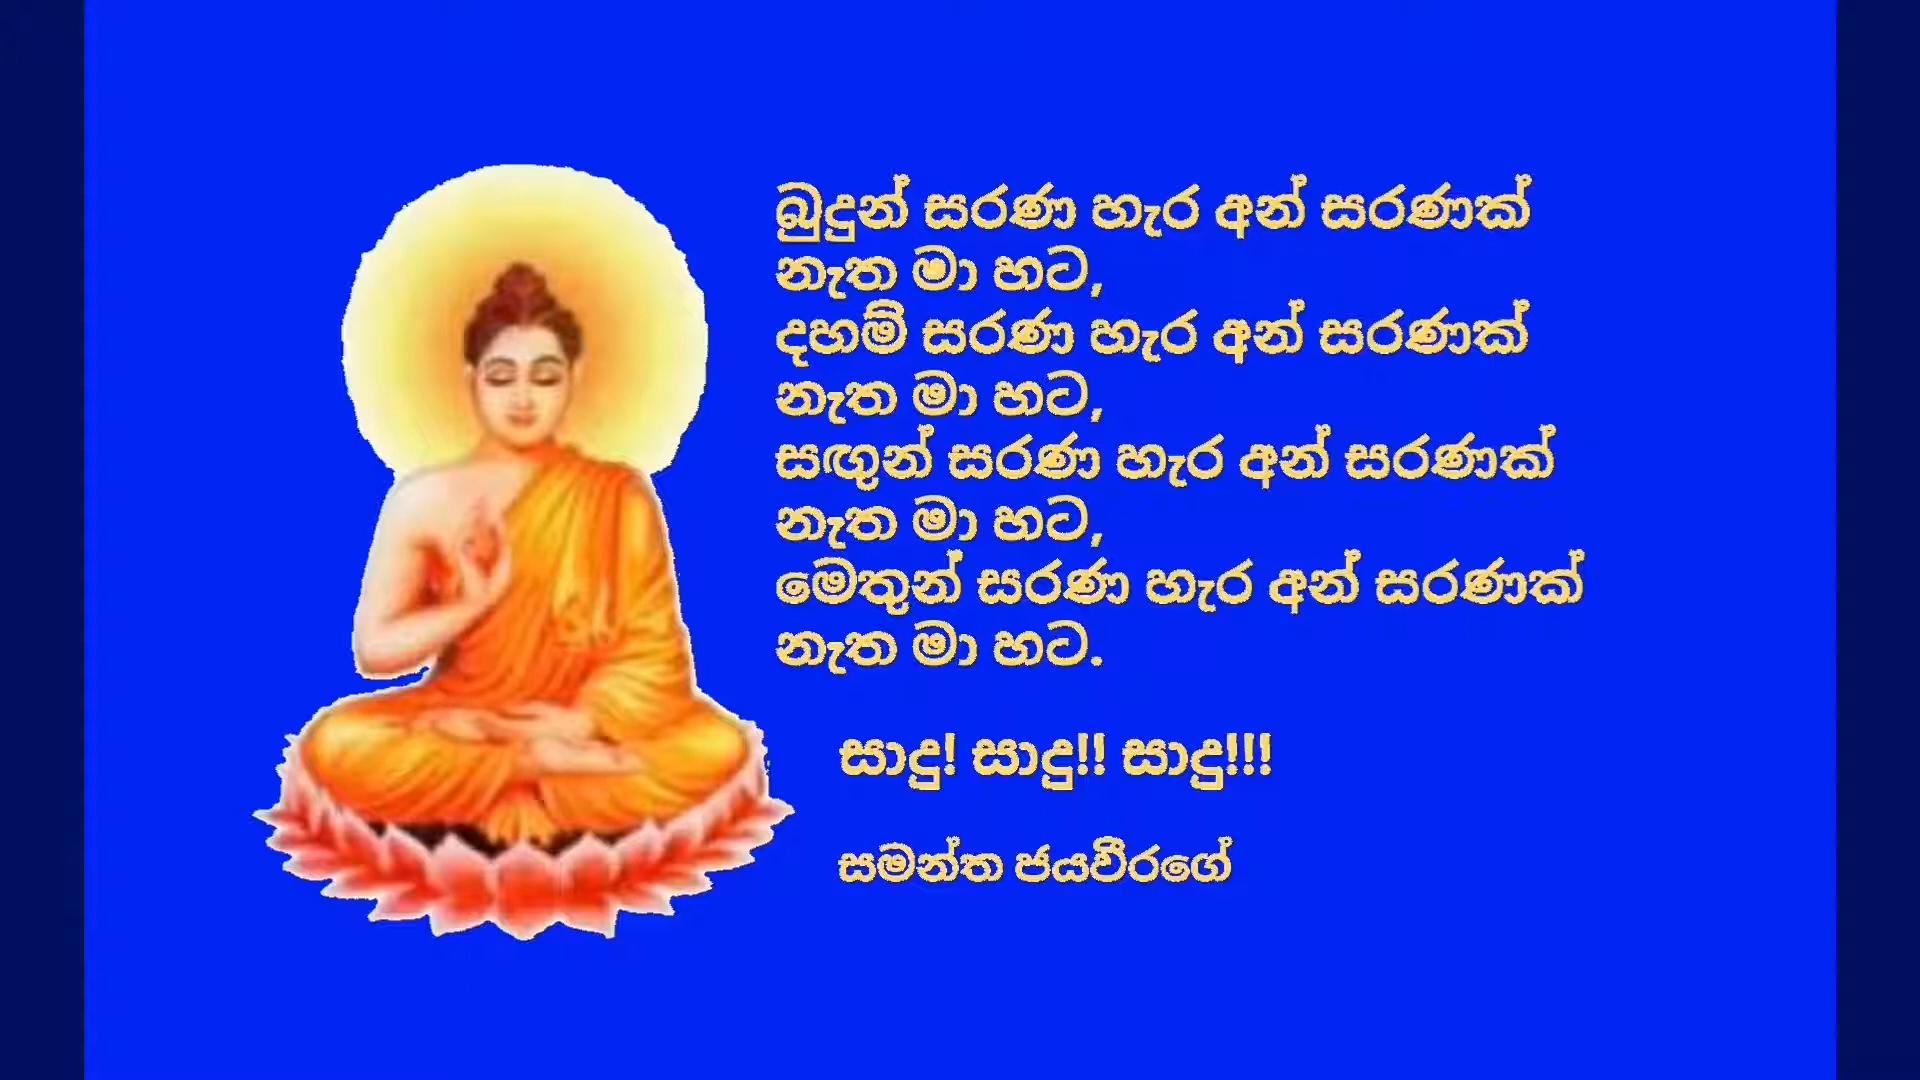 බුදුන් සරණ හැර අන් සරණක්
නැත මා හට,
දහම් සරණ හැර අන් සරණක්
නැත මා හට,
සඟුන් සරණ හැර අන් සරණක්
නැත මා හට,
මෙතුන් සරණ හැර අන් සරණක්
නැත මා හට.
සාදු! සාදු!! සාදු!!!
සමන්ත ජයවීරගේ